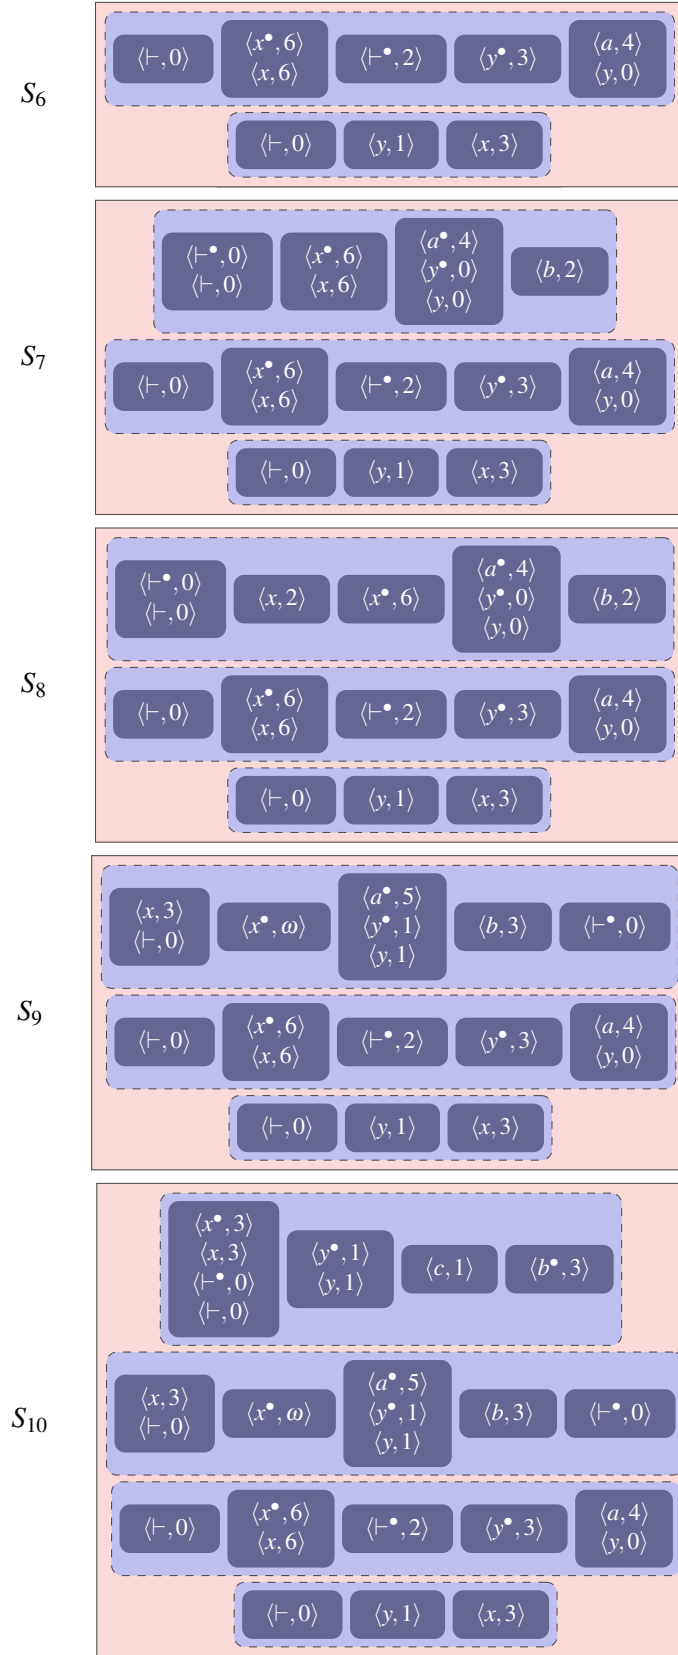 S₆
⟨⊢, 0⟩ ⟨x•, 6⟩ ⟨x, 6⟩ ⟨⊢•, 2⟩ ⟨y•, 3⟩ ⟨a, 4⟩ ⟨y, 0⟩
⟨⊢, 0⟩ ⟨y, 1⟩ ⟨x, 3⟩
S₇
⟨⊢•, 0⟩ ⟨⊢, 0⟩ ⟨x•, 6⟩ ⟨x, 6⟩ ⟨a•, 4⟩ ⟨y•, 0⟩ ⟨y, 0⟩ ⟨b, 2⟩
⟨⊢, 0⟩ ⟨x•, 6⟩ ⟨x, 6⟩ ⟨⊢•, 2⟩ ⟨y•, 3⟩ ⟨a, 4⟩ ⟨y, 0⟩
⟨⊢, 0⟩ ⟨y, 1⟩ ⟨x, 3⟩
S₈
⟨⊢•, 0⟩ ⟨⊢, 0⟩ ⟨x, 2⟩ ⟨x•, 6⟩ ⟨a•, 4⟩ ⟨y•, 0⟩ ⟨y, 0⟩ ⟨b, 2⟩
⟨⊢, 0⟩ ⟨x•, 6⟩ ⟨x, 6⟩ ⟨⊢•, 2⟩ ⟨y•, 3⟩ ⟨a, 4⟩ ⟨y, 0⟩
⟨⊢, 0⟩ ⟨y, 1⟩ ⟨x, 3⟩
S₉
⟨x, 3⟩ ⟨⊢, 0⟩ ⟨x•, ω⟩ ⟨a•, 5⟩ ⟨y•, 1⟩ ⟨y, 1⟩ ⟨b, 3⟩ ⟨⊢•, 0⟩
⟨⊢, 0⟩ ⟨x•, 6⟩ ⟨x, 6⟩ ⟨⊢•, 2⟩ ⟨y•, 3⟩ ⟨a, 4⟩ ⟨y, 0⟩
⟨⊢, 0⟩ ⟨y, 1⟩ ⟨x, 3⟩
S₁₀
⟨x•, 3⟩ ⟨x, 3⟩ ⟨⊢•, 0⟩ ⟨⊢, 0⟩ ⟨y•, 1⟩ ⟨y, 1⟩ ⟨c, 1⟩ ⟨b•, 3⟩
⟨x, 3⟩ ⟨⊢, 0⟩ ⟨x•, ω⟩ ⟨a•, 5⟩ ⟨y•, 1⟩ ⟨y, 1⟩ ⟨b, 3⟩ ⟨⊢•, 0⟩
⟨⊢, 0⟩ ⟨x•, 6⟩ ⟨x, 6⟩ ⟨⊢•, 2⟩ ⟨y•, 3⟩ ⟨a, 4⟩ ⟨y, 0⟩
⟨⊢, 0⟩ ⟨y, 1⟩ ⟨x, 3⟩